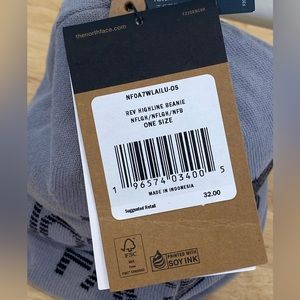 thenorthface.com
NF0A7WLAILU-OS
REV HIGHLINE BEANIE
NFLGH/NFLGH/NFB
ONE SIZE
1 96574 03400 5
MADE IN INDONESIA
Suggested Retail
32.00
FSC
PRINTED WITH
SOY INK